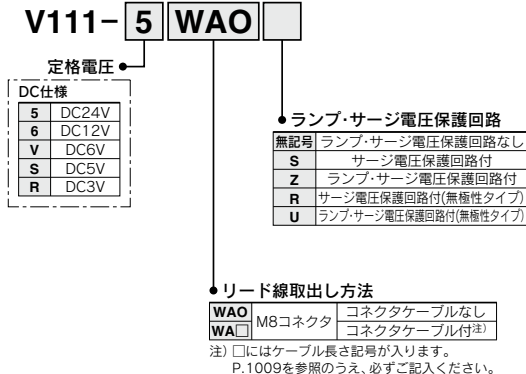 V111-5 WAO
定格電圧
DC仕様
5 DC24V
6 DC12V
V DC6V
S DC5V
R DC3V
ランプ・サージ電圧保護回路
無記号 ランプ・サージ電圧保護回路なし
S サージ電圧保護回路付
Z ランプ・サージ電圧保護回路付
R サージ電圧保護回路付(無極性タイプ)
U ランプ・サージ電圧保護回路付(無極性タイプ)
リード線取出し方法
WAO M8コネクタ コネクタケーブルなし
WA□ コネクタケーブル付注)
注) □にはケーブル長さ記号が入ります。
P.1009を参照のうえ、必ずご記入ください。